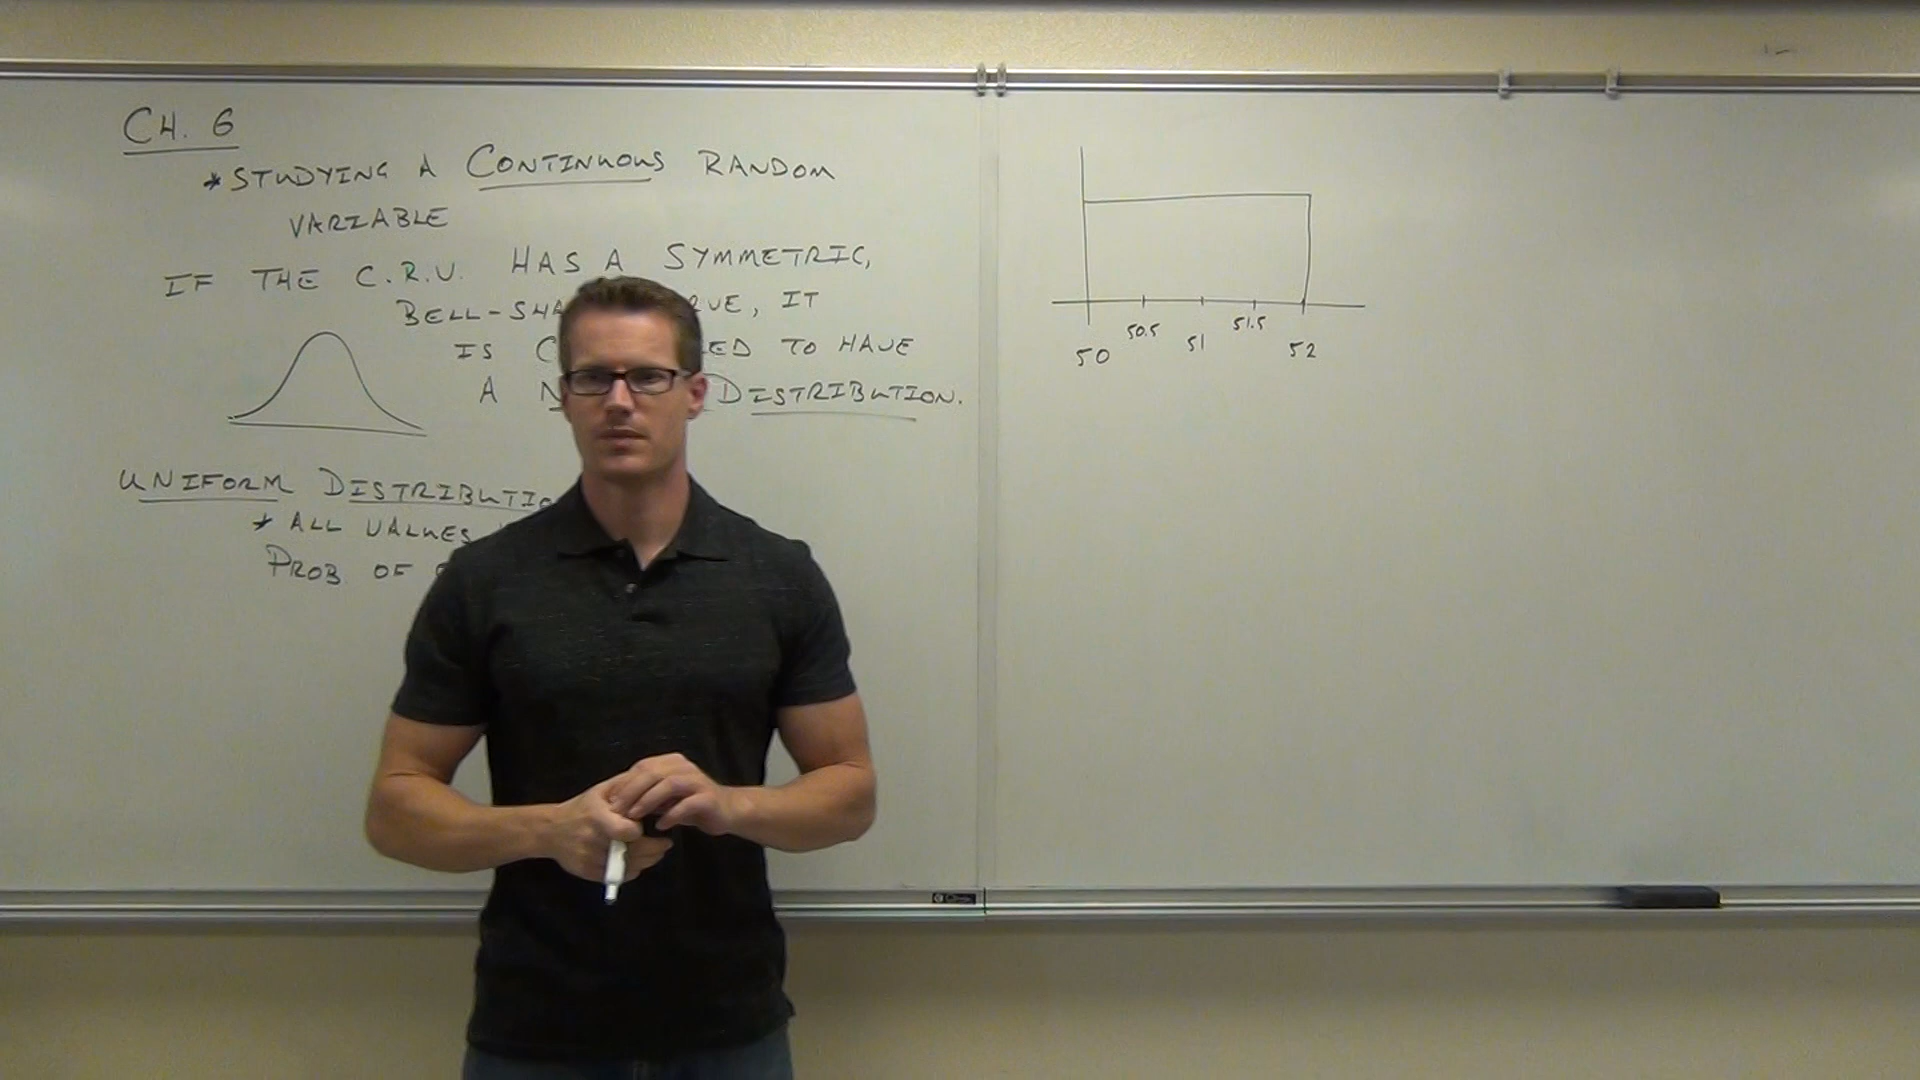 CH. 6
* STUDYING A CONTINUOUS RANDOM
VARIABLE
IF THE C.R.V. HAS A SYMMETRIC,
BELL-SHA RVE, IT
IS C ED TO HAVE
A N DISTRIBUTION.
UNIFORM DISTRIBUTIO
* ALL VALUES
PROB OF
50 50.5 51 51.5 52